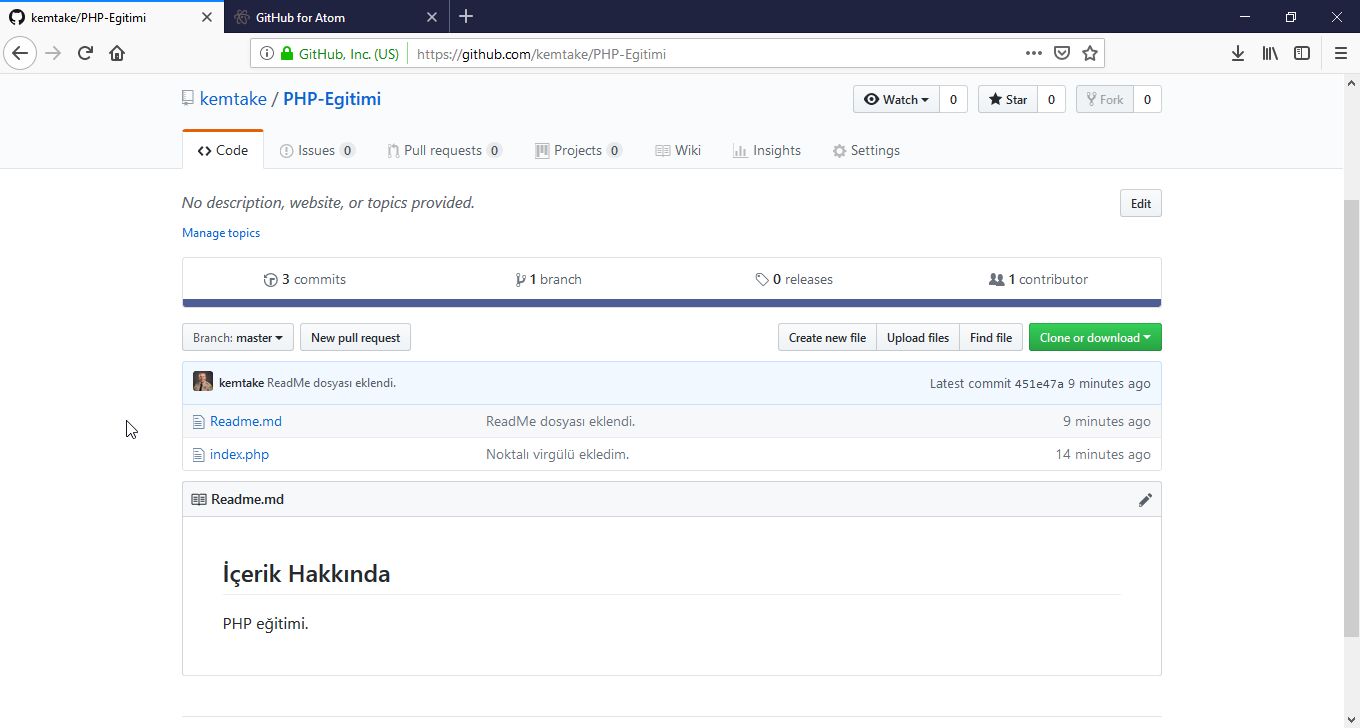 kemtake/PHP-Egitimi GitHub for Atom
GitHub, Inc. (US) https://github.com/kemtake/PHP-Egitimi
kemtake / PHP-Egitimi Watch 0 Star 0 Fork 0
Code Issues 0 Pull requests 0 Projects 0 Wiki Insights Settings
No description, website, or topics provided. Edit
Manage topics
3 commits 1 branch 0 releases 1 contributor
Branch: master New pull request Create new file Upload files Find file Clone or download
kemtake ReadMe dosyası eklendi. Latest commit 451e47a 9 minutes ago
Readme.md ReadMe dosyası eklendi. 9 minutes ago
index.php Noktalı virgülü ekledim. 14 minutes ago
Readme.md
İçerik Hakkında
PHP eğitimi.